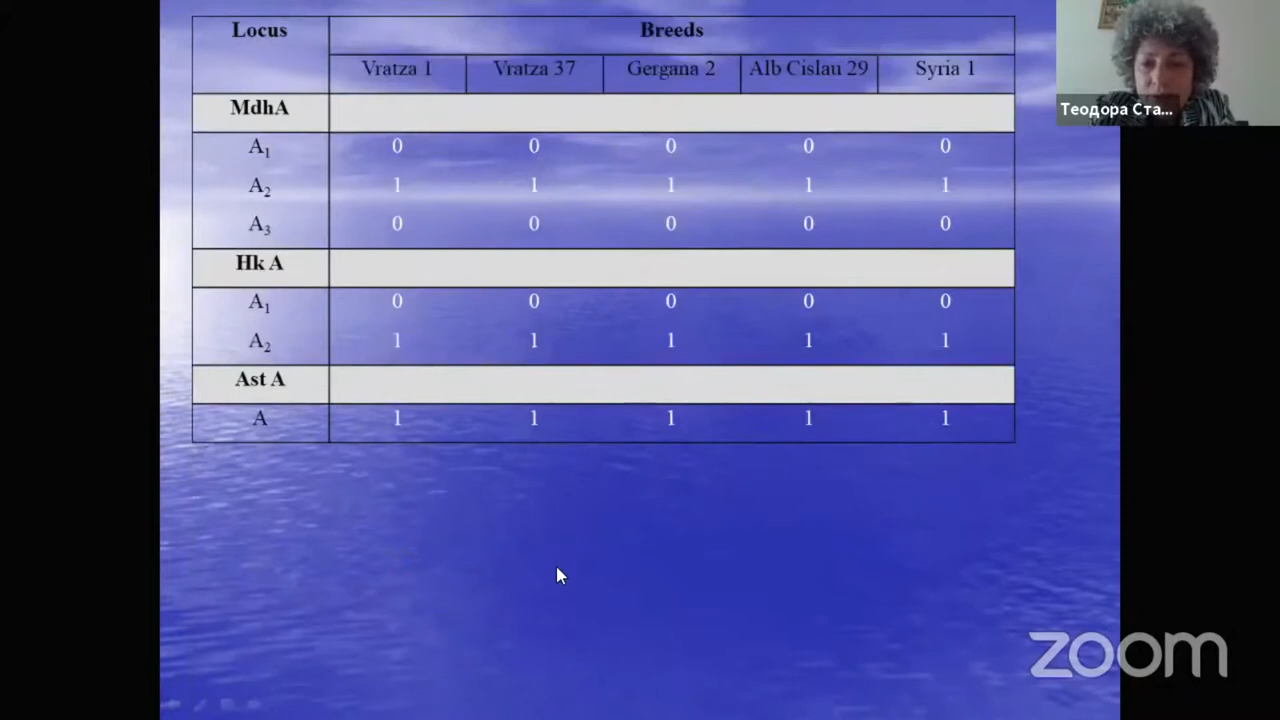 Locus Breeds
Vratza 1 Vratza 37 Gergana 2 Alb Cislau 29 Syria 1
MdhA
A₁ 0 0 0 0 0
A₂ 1 1 1 1 1
A₃ 0 0 0 0 0
Hk A
A₁ 0 0 0 0 0
A₂ 1 1 1 1 1
Ast A
A 1 1 1 1 1
Теодора Ста...
zoom